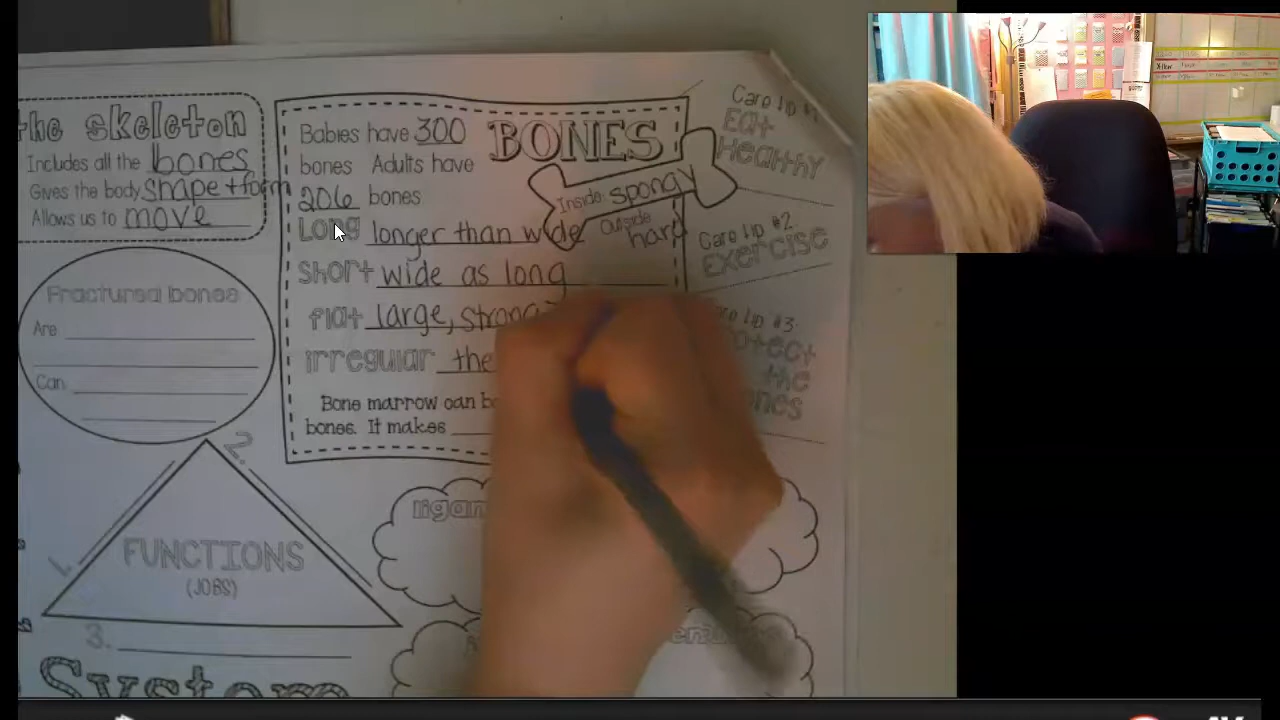 the skeleton
Includes all the bones
Gives the body shape + form
Allows us to move
Babies have 300
bones Adults have
206 bones
BONES
Inside: spongy
Outside hard
Long longer than wide
short wide as long
flat large, strong
irregular the
Bone marrow can be
bones. It makes
Care tip #1
Eat
Healthy
Care tip #2
Exercise
Care tip #3
Protect
the
Bones
Fractured bones
Are
Can
1.
2.
FUNCTIONS
(JOBS)
3.
System